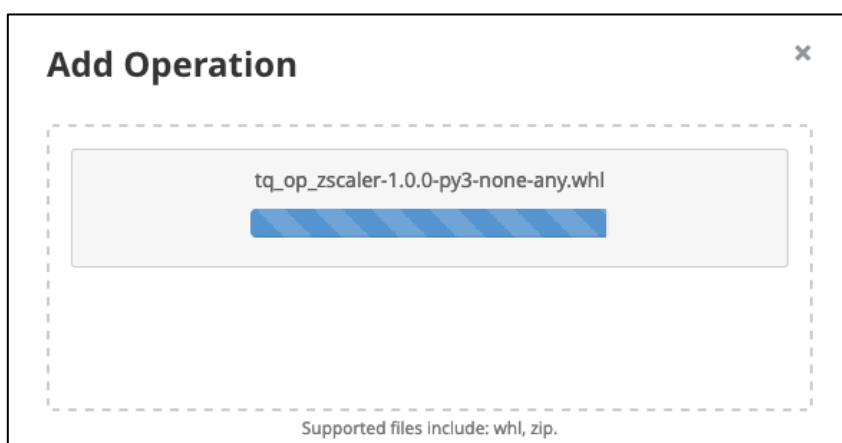 Add Operation
×
tq_op_zscaler-1.0.0-py3-none-any.whl
Supported files include: whl, zip.